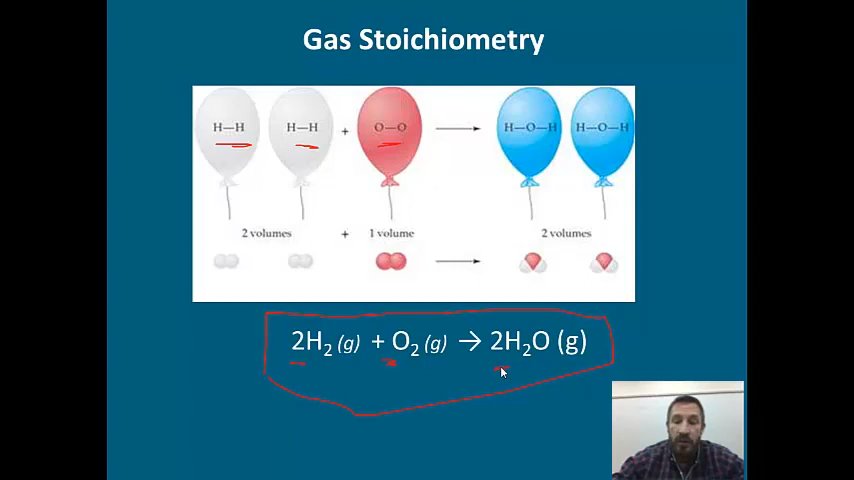 Gas Stoichiometry
H—H H—H + O—O H—O—H H—O—H
2 volumes + 1 volume 2 volumes
2H₂ (g) + O₂ (g) → 2H₂O (g)